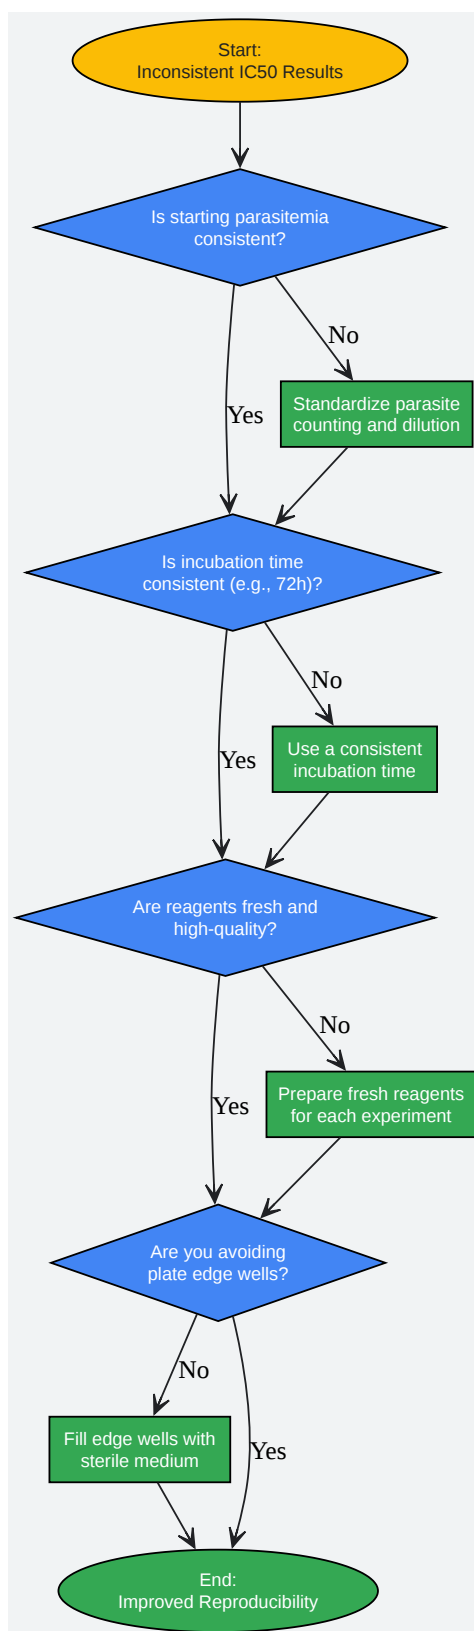 Start:
Inconsistent IC50 Results
Is starting parasitemia
consistent?
No
Yes
Standardize parasite
counting and dilution
Is incubation time
consistent (e.g., 72h)?
No
Yes
Use a consistent
incubation time
Are reagents fresh and
high-quality?
No
Yes
Prepare fresh reagents
for each experiment
Are you avoiding
plate edge wells?
No
Yes
Fill edge wells with
sterile medium
End:
Improved Reproducibility